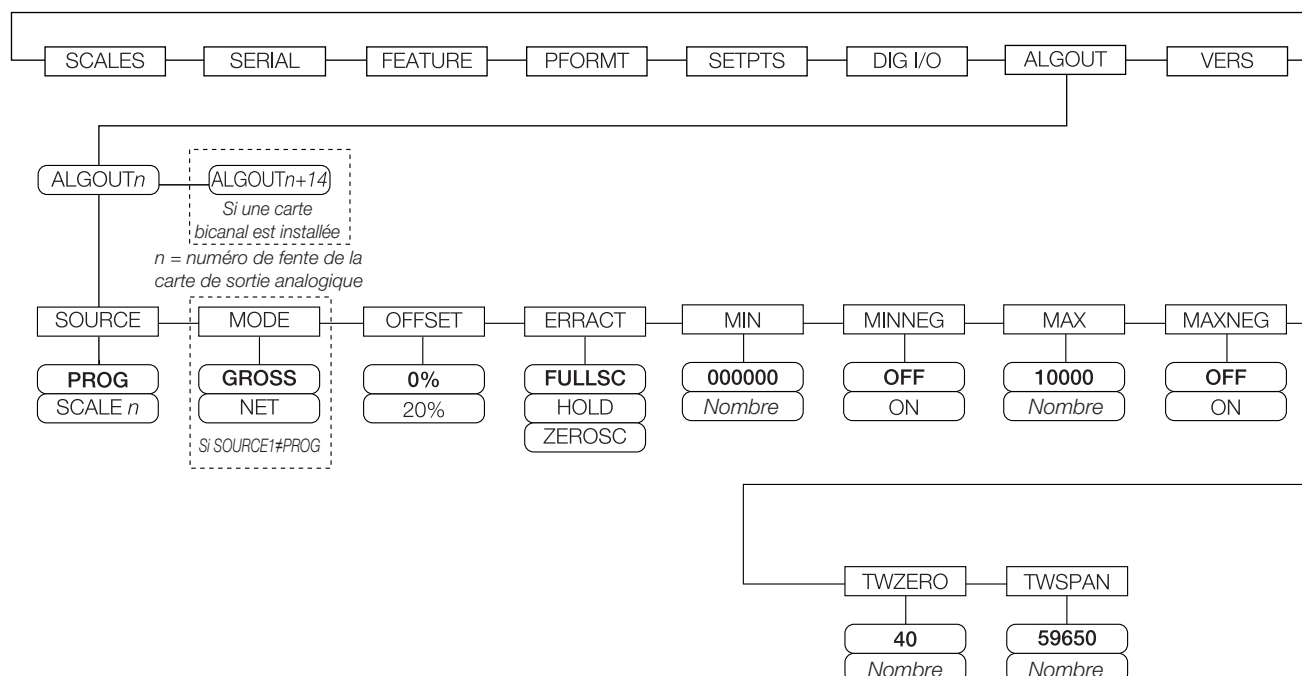 SCALES SERIAL FEATURE PFORMT SETPTS DIG I/O ALGOUT VERS
ALGOUTn ALGOUTn+14
Si une carte
bicanal est installée
n = numéro de fente de la
carte de sortie analogique
SOURCE MODE OFFSET ERRACT MIN MINNEG MAX MAXNEG
PROG GROSS 0% FULLSC 000000 OFF 10000 OFF
SCALE n NET 20% HOLD Nombre ON Nombre ON
ZEROSC
Si SOURCE1≠PROG
TWZERO TWSPAN
40 59650
Nombre Nombre